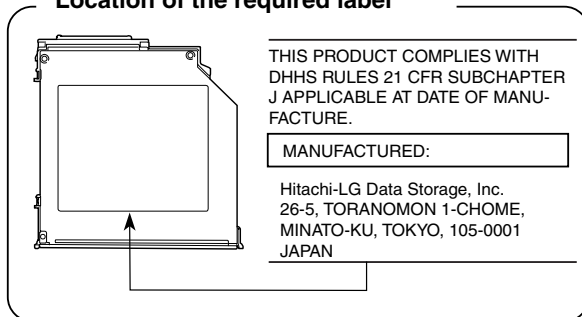 Location of the required label
THIS PRODUCT COMPLIES WITH
DHHS RULES 21 CFR SUBCHAPTER
J APPLICABLE AT DATE OF MANU-
FACTURE.
MANUFACTURED:
Hitachi-LG Data Storage, Inc.
26-5, TORANOMON 1-CHOME,
MINATO-KU, TOKYO, 105-0001
JAPAN